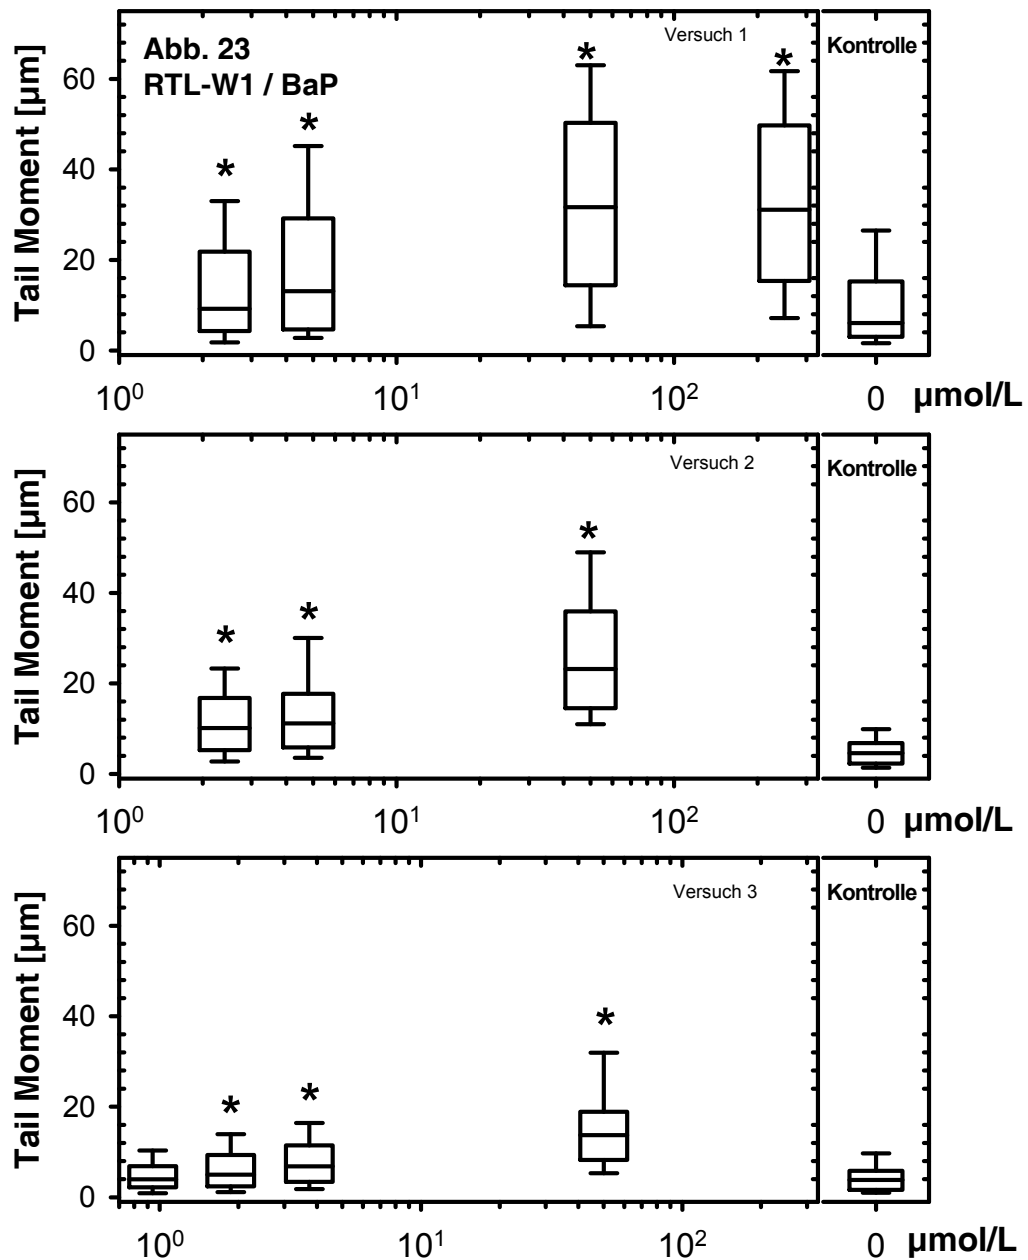 Abb. 23
RTL-W1 / BaP
Versuch 1
Kontrolle
Tail Moment [µm]
60
40
20
0
10⁰ 10¹ 10² 0 µmol/L
*
*
*
*
Versuch 2
Kontrolle
Tail Moment [µm]
60
40
20
0
10⁰ 10¹ 10² 0 µmol/L
*
*
*
Versuch 3
Kontrolle
Tail Moment [µm]
60
40
20
0
10⁰ 10¹ 10² 0 µmol/L
*
*
*